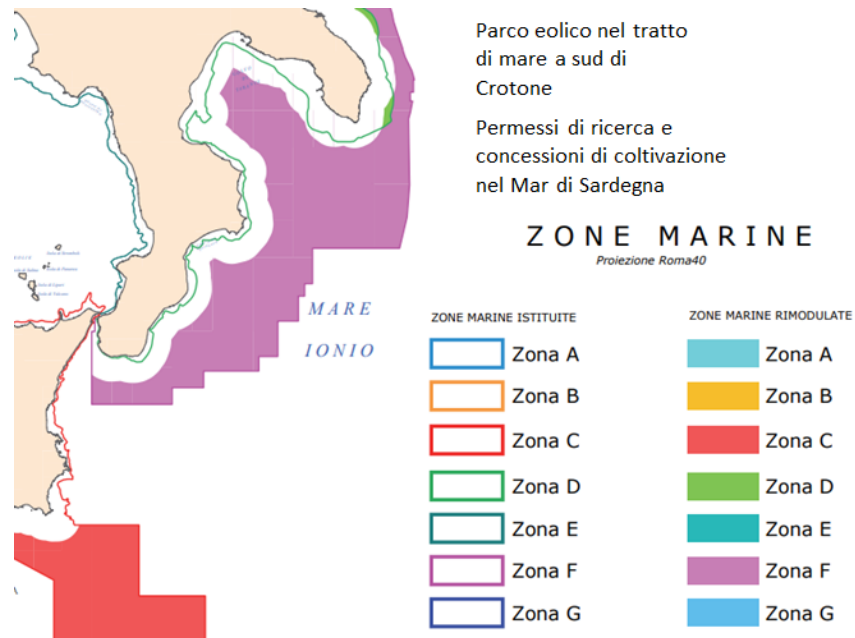 Parco eolico nel tratto
di mare a sud di
Crotone
Permessi di ricerca e
concessioni di coltivazione
nel Mar di Sardegna
ZONE MARINE
Proiezione Roma40
MARE
IONIO
ZONE MARINE ISTITUITE
Zona A
Zona B
Zona C
Zona D
Zona E
Zona F
Zona G
ZONE MARINE RIMODULATE
Zona A
Zona B
Zona C
Zona D
Zona E
Zona F
Zona G